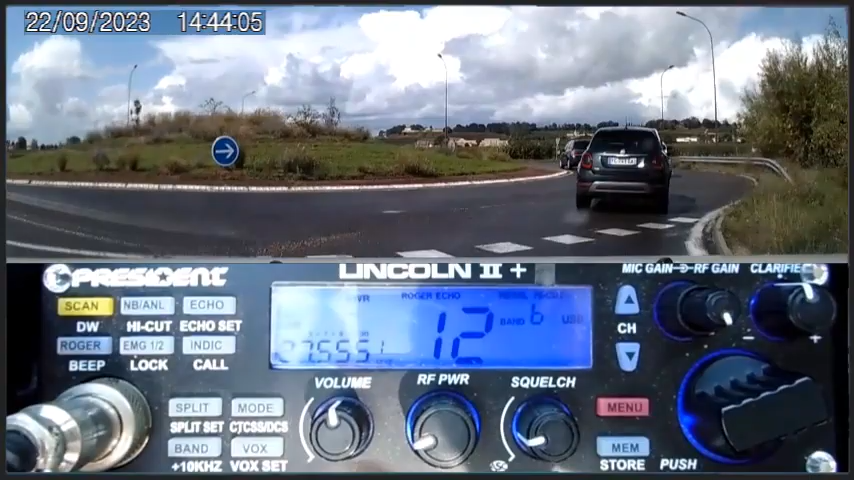 22/09/2023 14:44:05
PRESIDENT
LINCOLN II +
MIC GAIN RF GAIN CLARIFIER
SCAN NB/ANL ECHO
DW HI-CUT ECHO SET
ROGER EMG 1/2 INDIC
BEEP LOCK CALL
ROGER ECHO
27.555
12
BAND 6 USB
CH
VOLUME RF PWR SQUELCH
SPLIT MODE
SPLIT SET CTCSS/DCS
BAND VOX
+10KHZ VOX SET
MENU
MEM
STORE PUSH